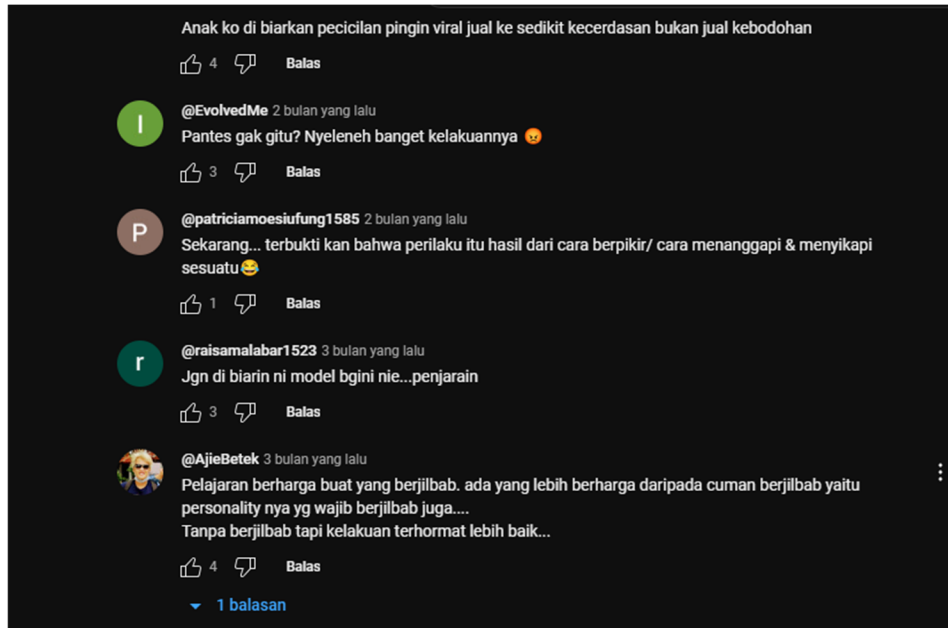 Anak ko di biarkan pecicilan pingin viral jual ke sedikit kecerdasan bukan jual kebodohan
4 Balas
I
@EvolvedMe 2 bulan yang lalu
Pantes gak gitu? Nyeleneh banget kelakuannya 😡
3 Balas
P
@patriciamoesiufung1585 2 bulan yang lalu
Sekarang... terbukti kan bahwa perilaku itu hasil dari cara berpikir/ cara menanggapi & menyikapi
sesuatu😂
1 Balas
r
@raisamalabar1523 3 bulan yang lalu
Jgn di biarin ni model bgini nie...penjarain
3 Balas
@AjieBetek 3 bulan yang lalu
Pelajaran berharga buat yang berjilbab. ada yang lebih berharga daripada cuman berjilbab yaitu
personality nya yg wajib berjilbab juga....
Tanpa berjilbab tapi kelakuan terhormat lebih baik...
4 Balas
1 balasan